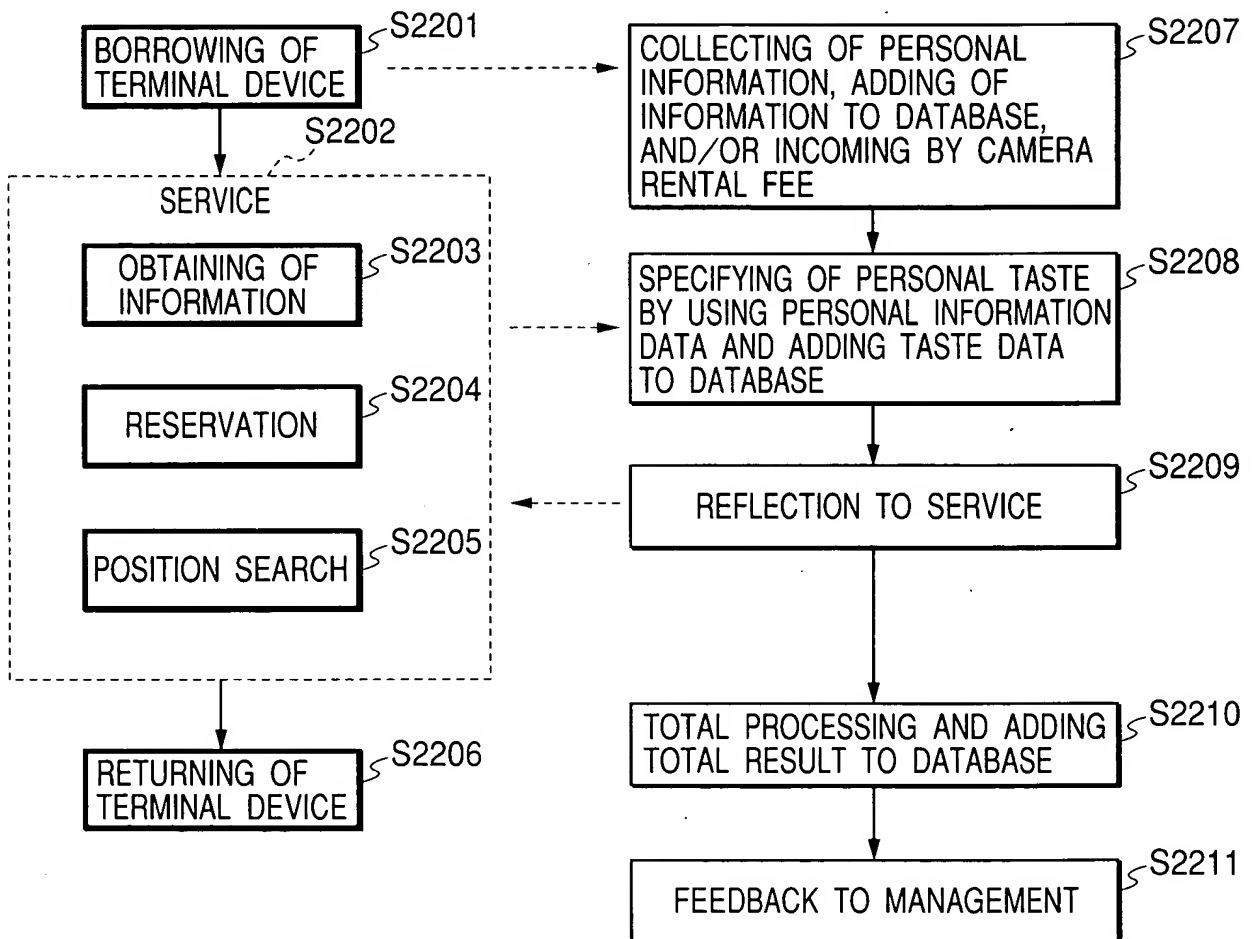 BORROWING OF
TERMINAL DEVICE
S2201
S2202
SERVICE
OBTAINING OF
INFORMATION
S2203
RESERVATION
S2204
POSITION SEARCH
S2205
RETURNING OF
TERMINAL DEVICE
S2206
COLLECTING OF PERSONAL
INFORMATION, ADDING OF
INFORMATION TO DATABASE,
AND/OR INCOMING BY CAMERA
RENTAL FEE
S2207
SPECIFYING OF PERSONAL TASTE
BY USING PERSONAL INFORMATION
DATA AND ADDING TASTE DATA
TO DATABASE
S2208
REFLECTION TO SERVICE
S2209
TOTAL PROCESSING AND ADDING
TOTAL RESULT TO DATABASE
S2210
FEEDBACK TO MANAGEMENT
S2211